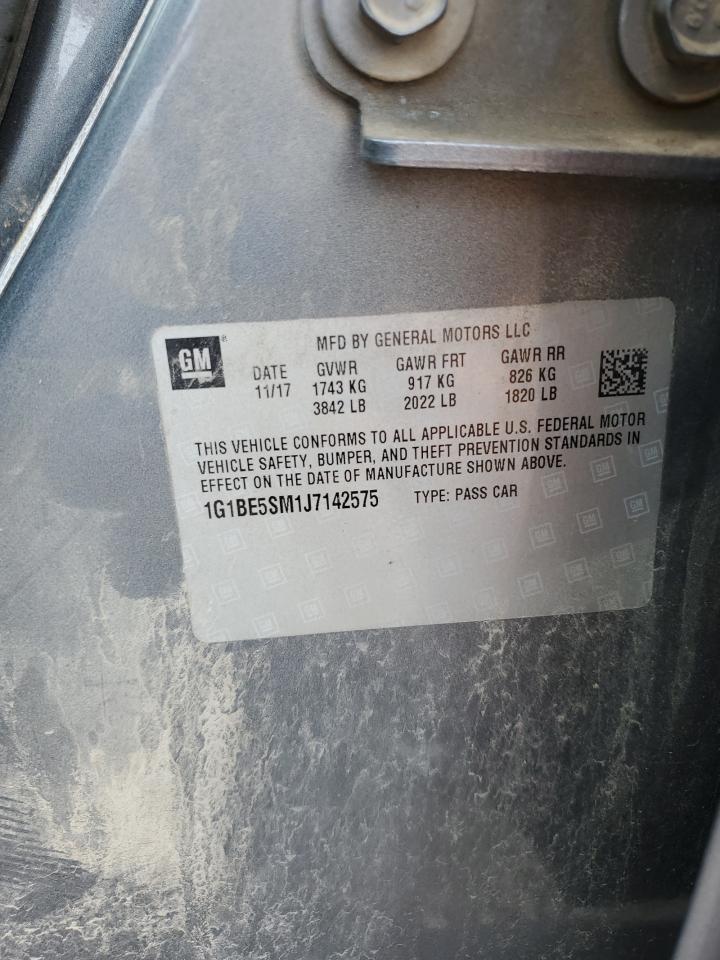 GM
MFD BY GENERAL MOTORS LLC
DATE GVWR GAWR FRT GAWR RR
11/17 1743 KG 917 KG 826 KG
3842 LB 2022 LB 1820 LB
THIS VEHICLE CONFORMS TO ALL APPLICABLE U.S. FEDERAL MOTOR
VEHICLE SAFETY, BUMPER, AND THEFT PREVENTION STANDARDS IN
EFFECT ON THE DATE OF MANUFACTURE SHOWN ABOVE.
1G1BE5SM1J7142575 TYPE: PASS CAR